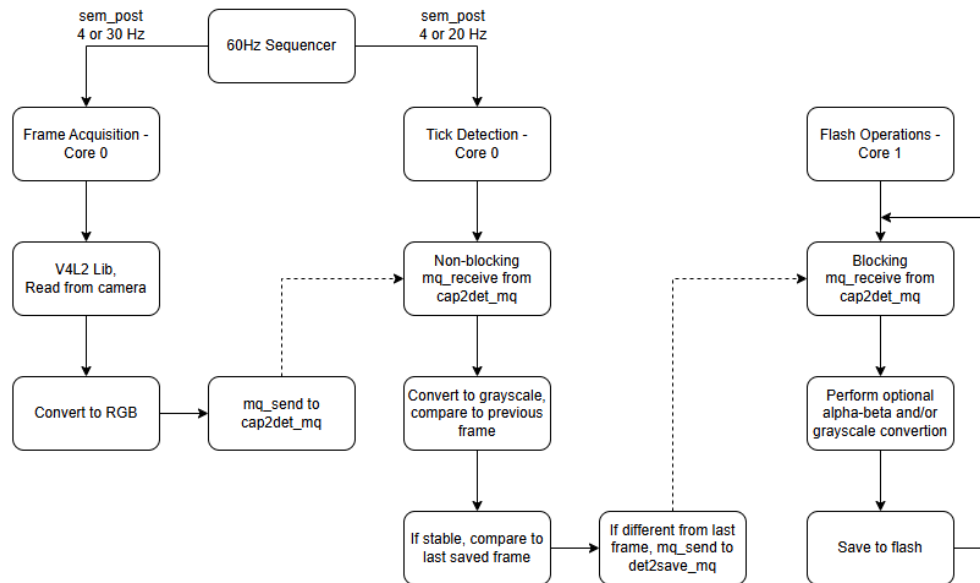 sem_post
4 or 30 Hz
60Hz Sequencer
sem_post
4 or 20 Hz
Frame Acquisition -
Core 0
Tick Detection -
Core 0
Flash Operations -
Core 1
V4L2 Lib,
Read from camera
Non-blocking
mq_receive from
cap2det_mq
Blocking
mq_receive from
cap2det_mq
Convert to RGB
mq_send to
cap2det_mq
Convert to grayscale,
compare to previous
frame
Perform optional
alpha-beta and/or
grayscale convertion
If stable, compare to
last saved frame
If different from last
frame, mq_send to
det2save_mq
Save to flash